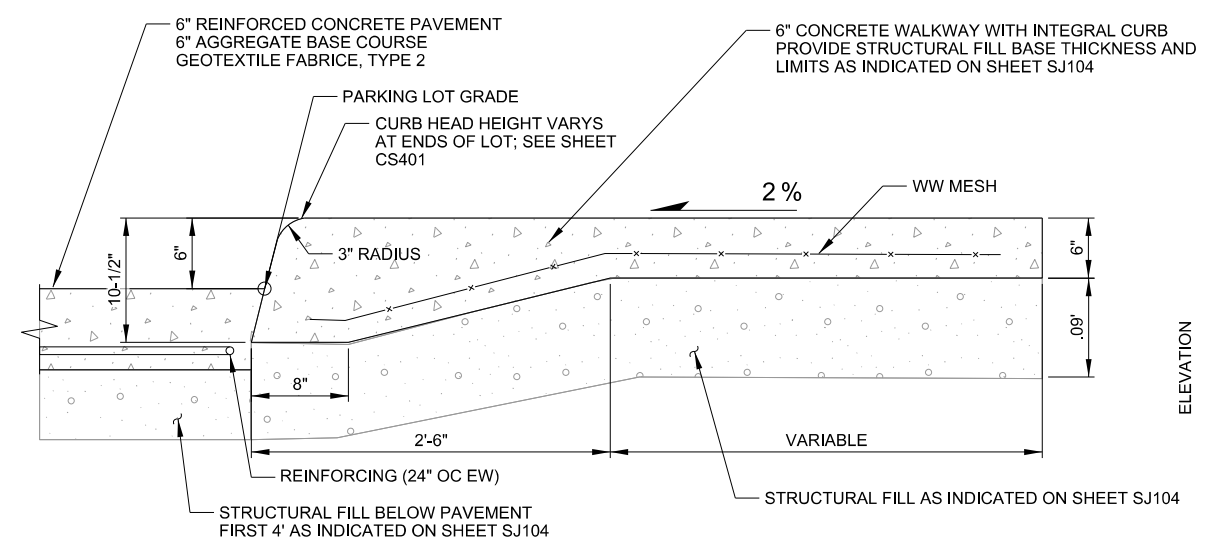 6" REINFORCED CONCRETE PAVEMENT
6" AGGREGATE BASE COURSE
GEOTEXTILE FABRICE, TYPE 2
6" CONCRETE WALKWAY WITH INTEGRAL CURB
PROVIDE STRUCTURAL FILL BASE THICKNESS AND
LIMITS AS INDICATED ON SHEET SJ104
PARKING LOT GRADE
CURB HEAD HEIGHT VARYS
AT ENDS OF LOT; SEE SHEET
CS401
WW MESH
2 %
3" RADIUS
6"
10-1/2"
6"
.09'
8"
ELEVATION
2'-6"
VARIABLE
REINFORCING (24" OC EW)
STRUCTURAL FILL AS INDICATED ON SHEET SJ104
STRUCTURAL FILL BELOW PAVEMENT
FIRST 4' AS INDICATED ON SHEET SJ104